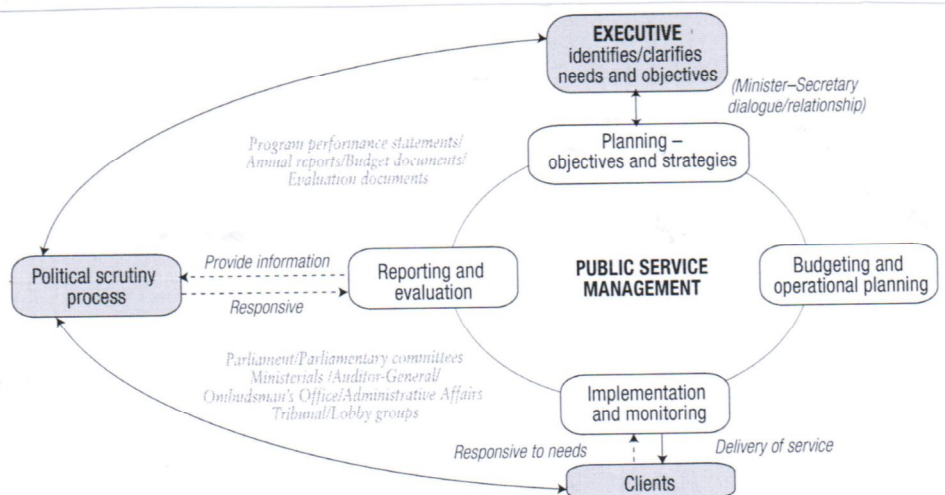 EXECUTIVE
identifies/clarifies
needs and objectives
(Minister–Secretary
dialogue/relationship)
Program performance statements/
Annual reports/Budget documents/
Evaluation documents
Planning –
objectives and strategies
Political scrutiny
process
Provide information
Responsive
Reporting and
evaluation
PUBLIC SERVICE
MANAGEMENT
Budgeting and
operational planning
Parliament/Parliamentary committees
Ministerials /Auditor-General/
Ombudsman's Office/Administrative Affairs
Tribunal/Lobby groups
Implementation
and monitoring
Responsive to needs
Delivery of service
Clients